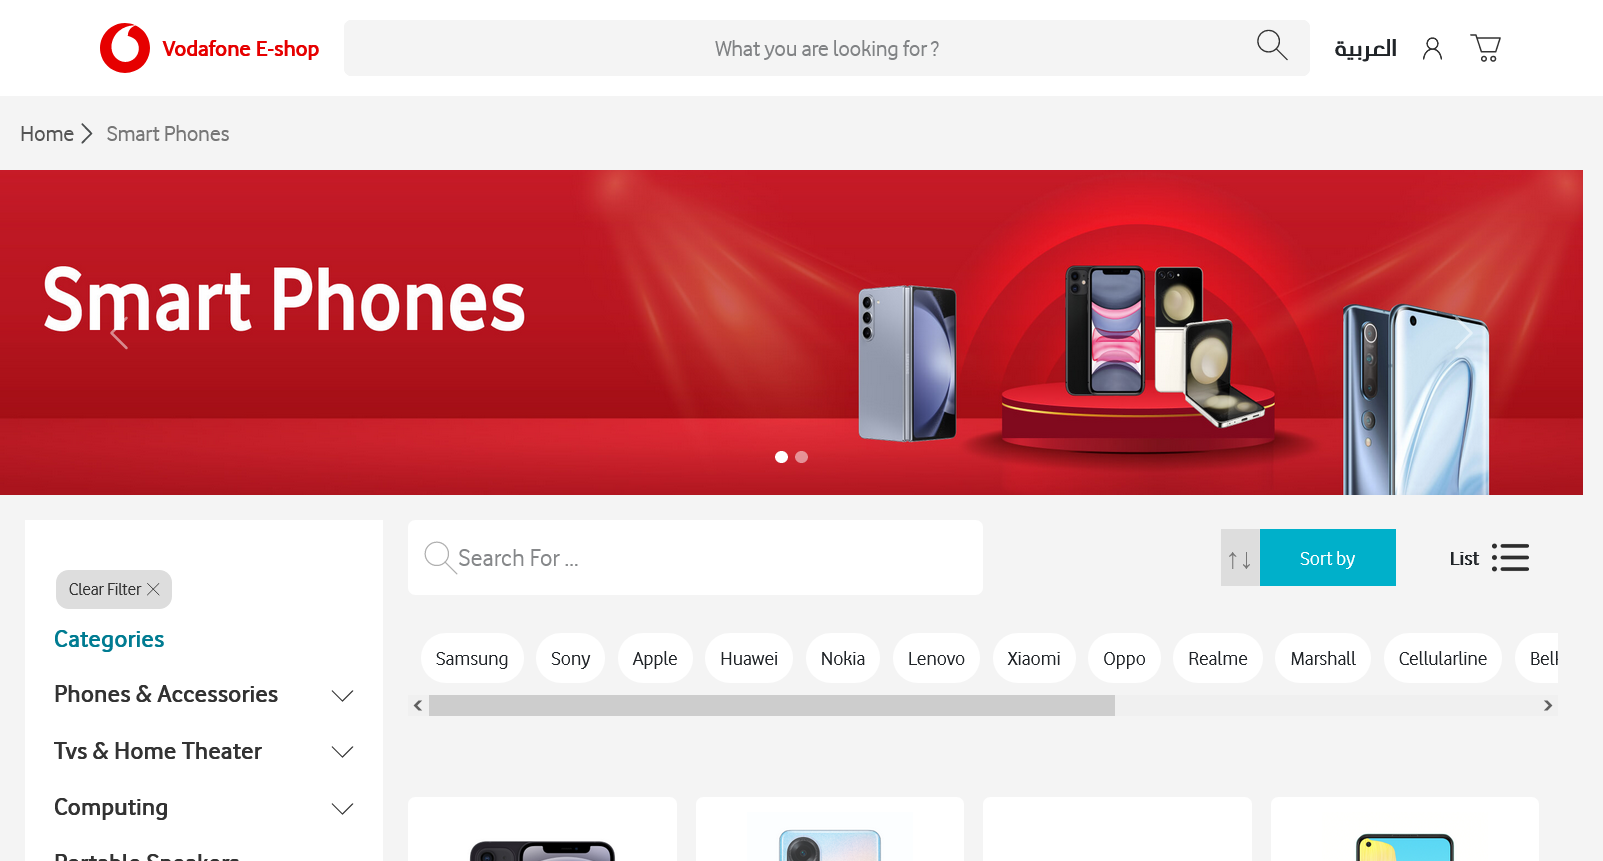 Vodafone E-shop
What you are looking for ?
العربية
Home
Smart Phones
Smart Phones
Search For ...
Sort by
List
Clear Filter
Categories
Phones & Accessories
Tvs & Home Theater
Computing
Portable Speakers
Samsung
Sony
Apple
Huawei
Nokia
Lenovo
Xiaomi
Oppo
Realme
Marshall
Cellularline